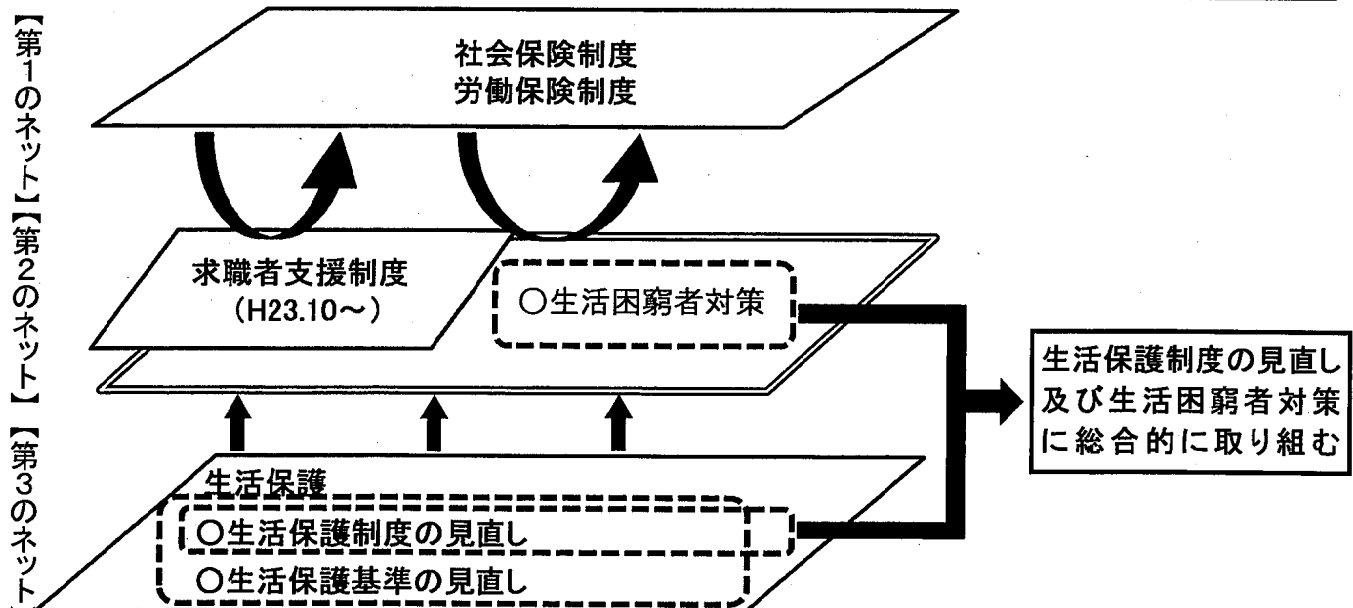 【第1のネット】
社会保険制度
労働保険制度
【第2のネット】
求職者支援制度
(H23.10～)
○生活困窮者対策
生活保護制度の見直し
及び生活困窮者対策
に総合的に取り組む
【第3のネット
生活保護
○生活保護制度の見直し
○生活保護基準の見直し